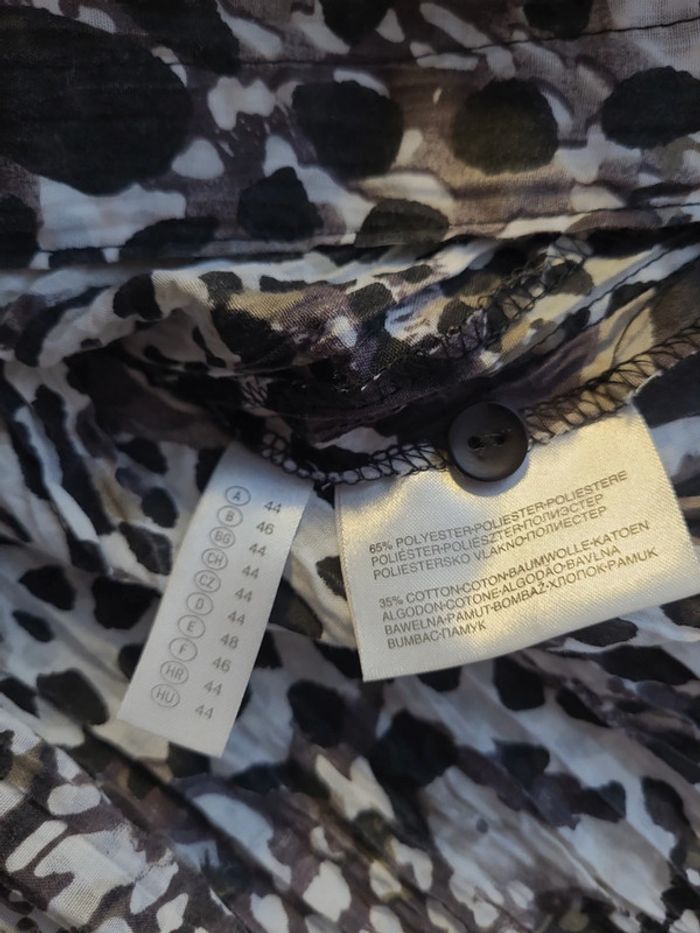 A 44
B 46
BG 44
CH 44
CZ 44
D 44
E 48
F 46
HR 44
HU 44
65% POLYESTER-POLIESTER-POLIESTERE
POLIÉSTER-POLIÉSZTER-ПОЛИЭСТЕР
POLIESTERSKO VLAKNO-ПОЛИЕСТЕР
35% COTTON-COTON-BAUMWOLLE-KATOEN
ALGODON-COTONE-ALGODÃO-BAVLNA
BAWEŁNA-PAMUT-BOMBAŽ-ХЛОПОК-PAMUK
BUMBAC-ПАМУК